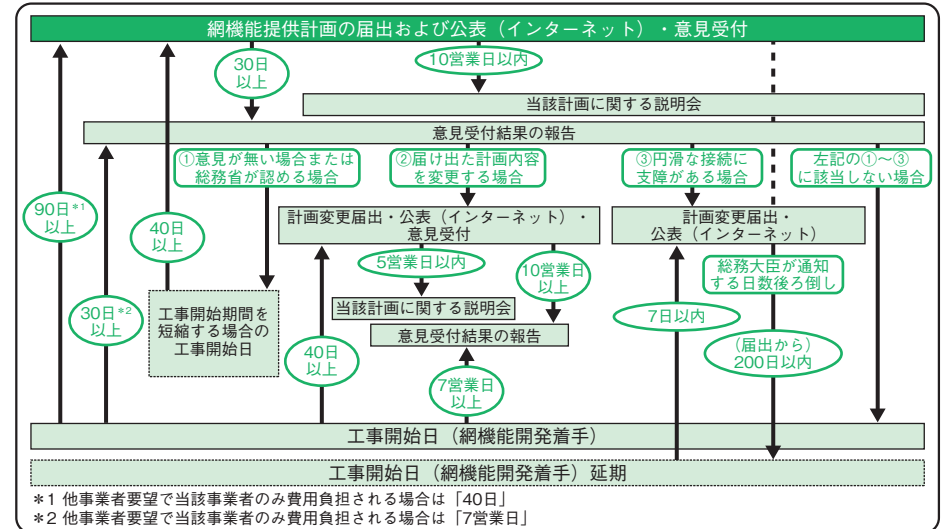 網機能提供計画の届出および公表（インターネット）・意見受付
30日
以上
10営業日以内
当該計画に関する説明会
意見受付結果の報告
①意見が無い場合または
総務省が認める場合
②届け出た計画内容
を変更する場合
③円滑な接続に
支障がある場合
左記の①～③
に該当しない場合
90日*1
以上
40日
以上
計画変更届出・公表（インターネット）・
意見受付
計画変更届出・
公表（インターネット）
5営業日以内
10営業日
以上
総務大臣が通知
する日数後ろ倒し
30日*2
以上
工事開始期間を
短縮する場合の
工事開始日
当該計画に関する説明会
7日以内
意見受付結果の報告
40日
以上
（届出から）
200日以内
7営業日
以上
工事開始日（網機能開発着手）
工事開始日（網機能開発着手）延期
*1 他事業者要望で当該事業者のみ費用負担される場合は「40日」
*2 他事業者要望で当該事業者のみ費用負担される場合は「7営業日」